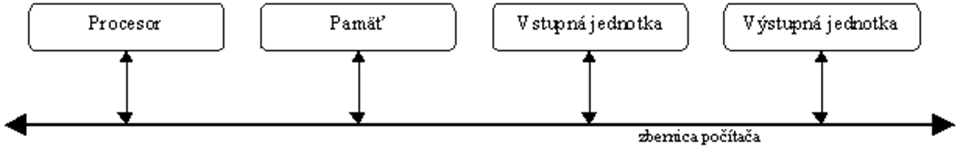 Procesor
Pamäť
Vstupná jednotka
Výstupná jednotka
zbernica počítača